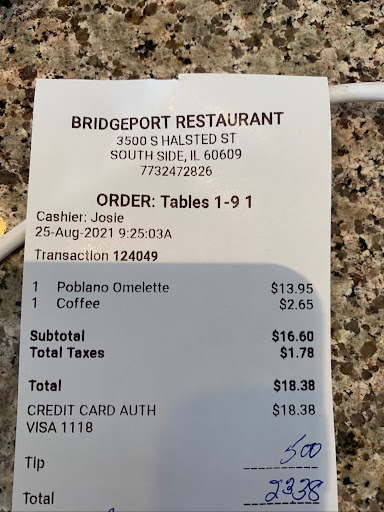 BRIDGEPORT RESTAURANT
3500 S HALSTED ST
SOUTH SIDE, IL 60609
7732472826
ORDER: Tables 1-9 1
Cashier: Josie
25-Aug-2021 9:25:03A
Transaction 124049
1 Poblano Omelette $13.95
1 Coffee $2.65
Subtotal $16.60
Total Taxes $1.78
Total $18.38
CREDIT CARD AUTH $18.38
VISA 1118
Tip 500
Total 2338